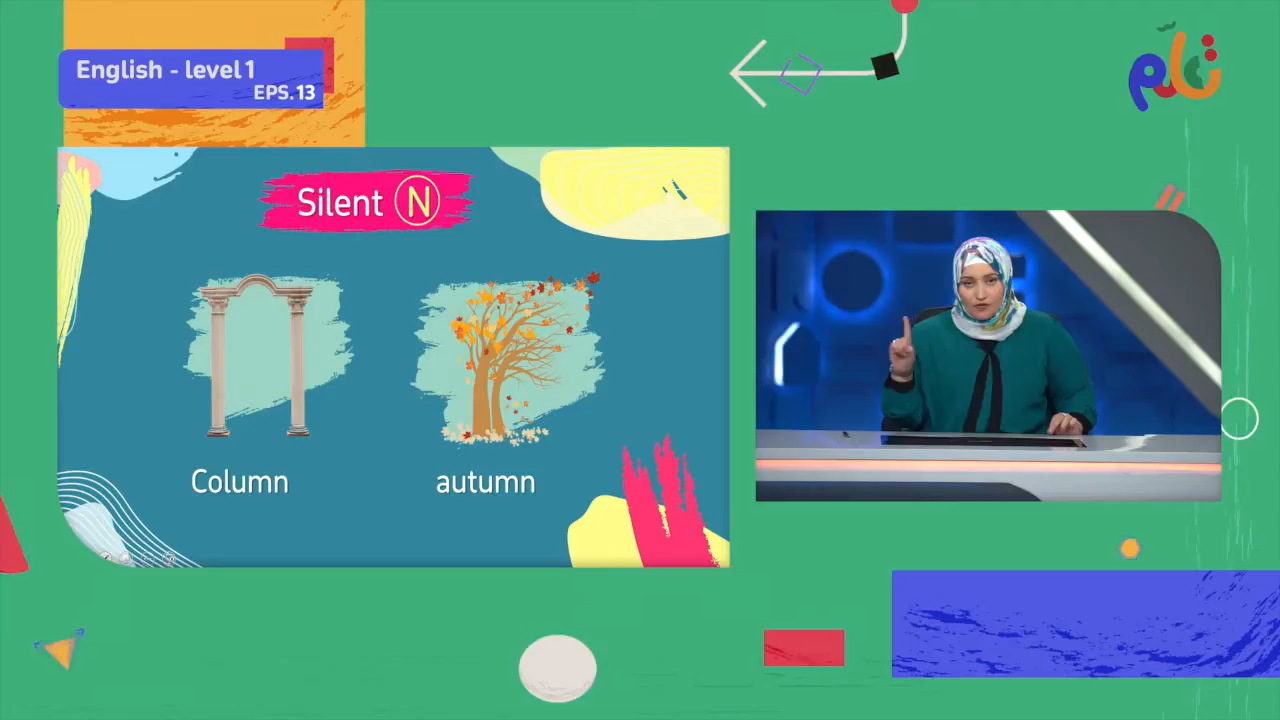 English - level 1
EPS.13
Silent N
Column
autumn